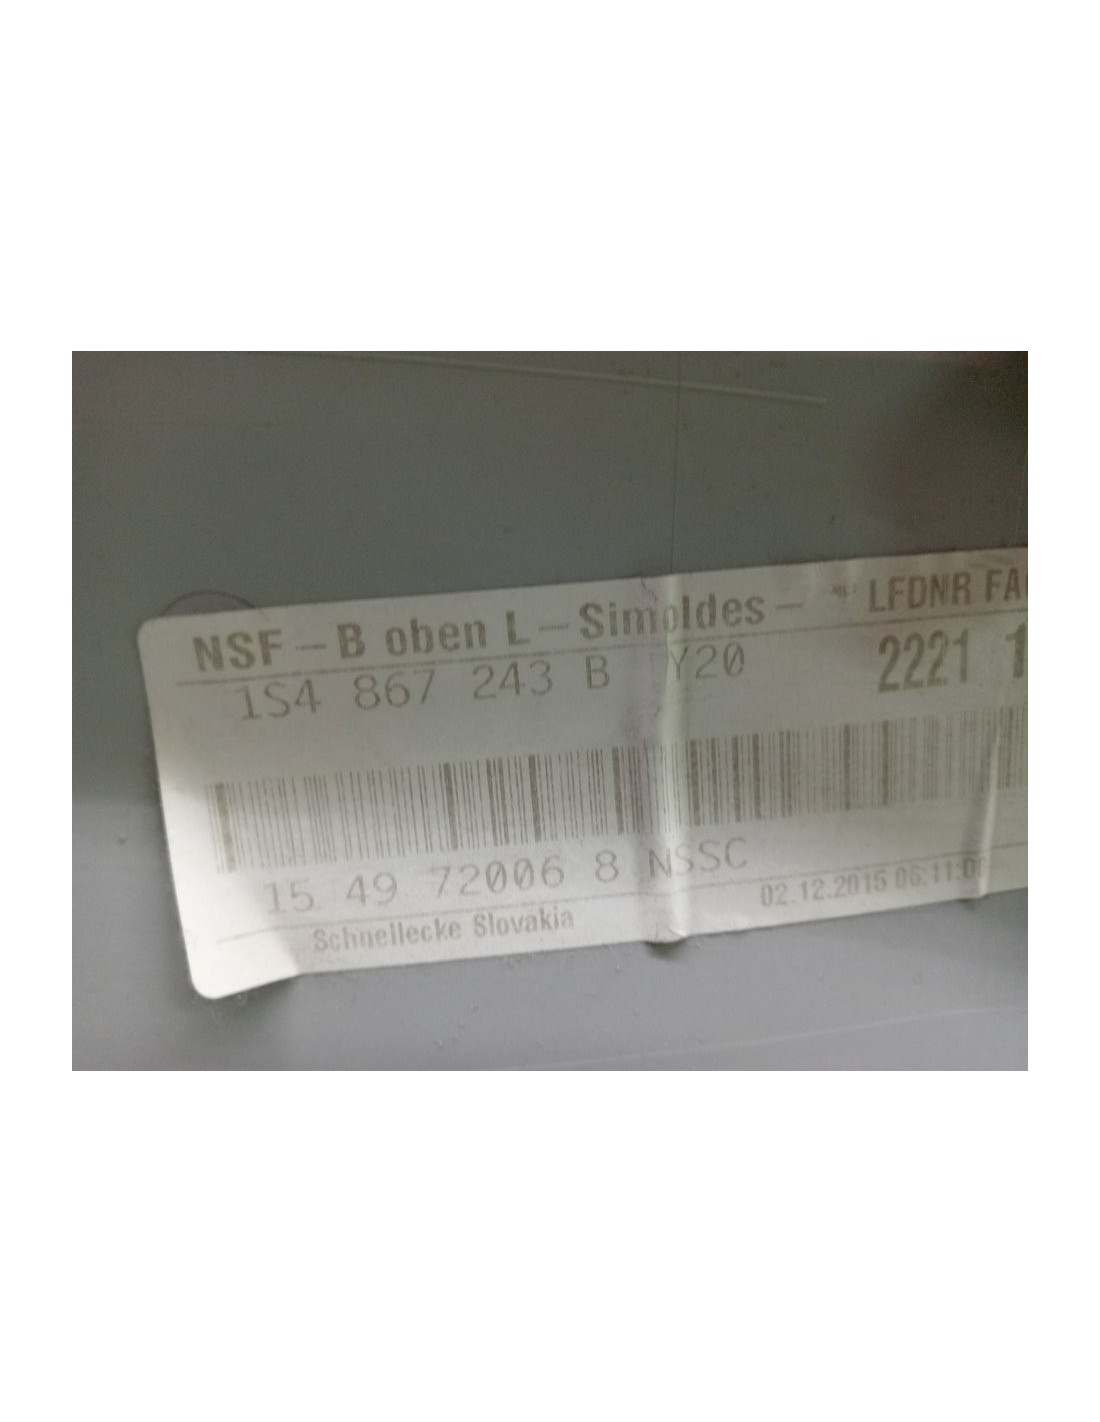 NSF – B oben L – Simoldes – LFDNR
1S4 867 243 B Y20 2221
15 49 72006 8 NSSC
02.12.2015
Schnellecke Slovakia